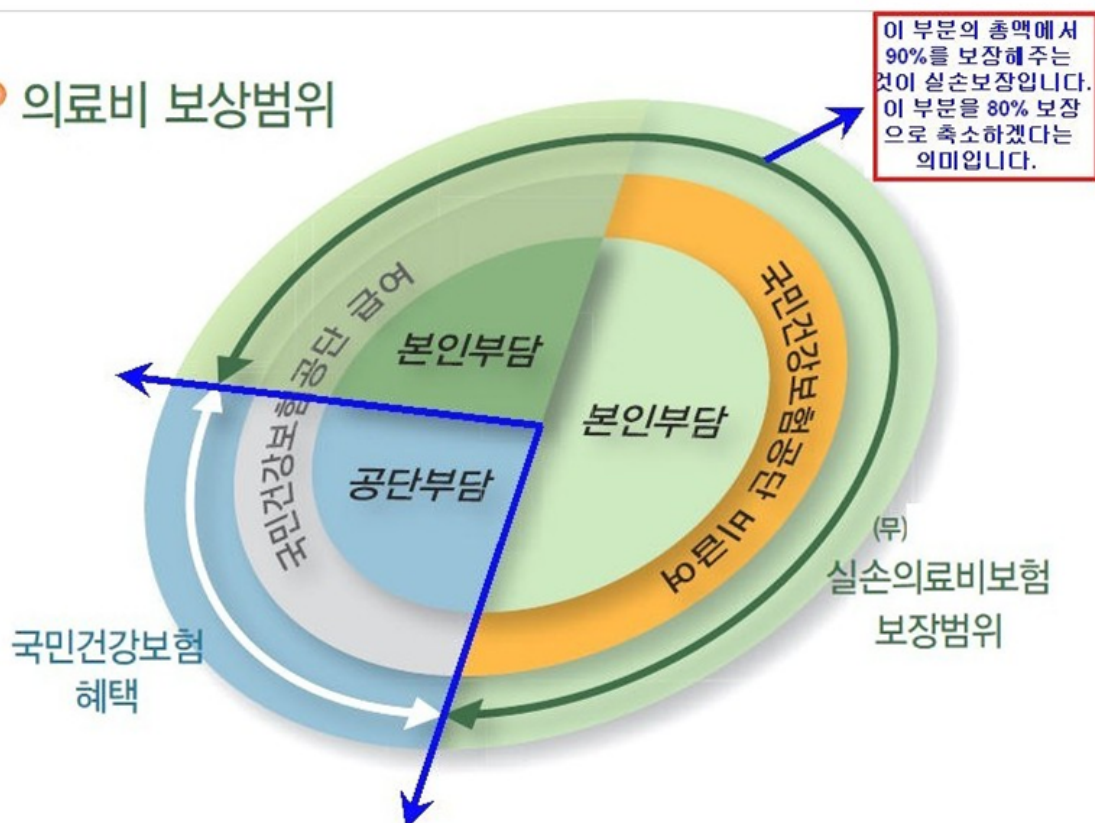 의료비 보상범위
이 부분의 총액에서
90%를 보장해주는
것이 실손보장입니다.
이 부분을 80% 보장
으로 축소하겠다는
의미입니다.
국민건강보험공단 급여
본인부담
본인부담
공단부담
국민건강보험공단 비급여
(무)
실손의료비보험
보장범위
국민건강보험
혜택